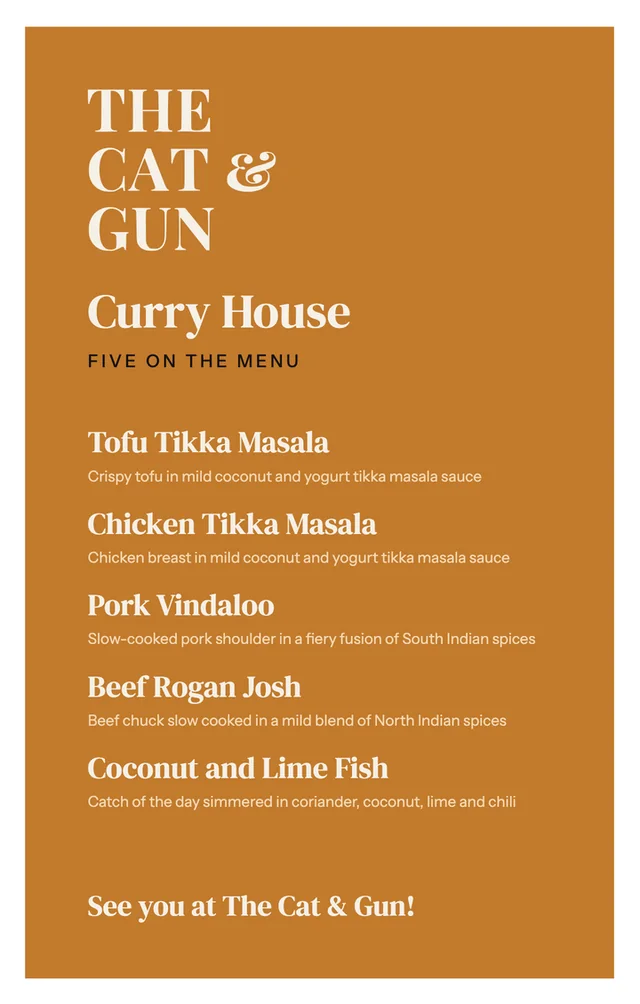 THE
CAT &
GUN
Curry House
FIVE ON THE MENU
Tofu Tikka Masala
Crispy tofu in mild coconut and yogurt tikka masala sauce
Chicken Tikka Masala
Chicken breast in mild coconut and yogurt tikka masala sauce
Pork Vindaloo
Slow-cooked pork shoulder in a fiery fusion of South Indian spices
Beef Rogan Josh
Beef chuck slow cooked in a mild blend of North Indian spices
Coconut and Lime Fish
Catch of the day simmered in coriander, coconut, lime and chili
See you at The Cat & Gun!